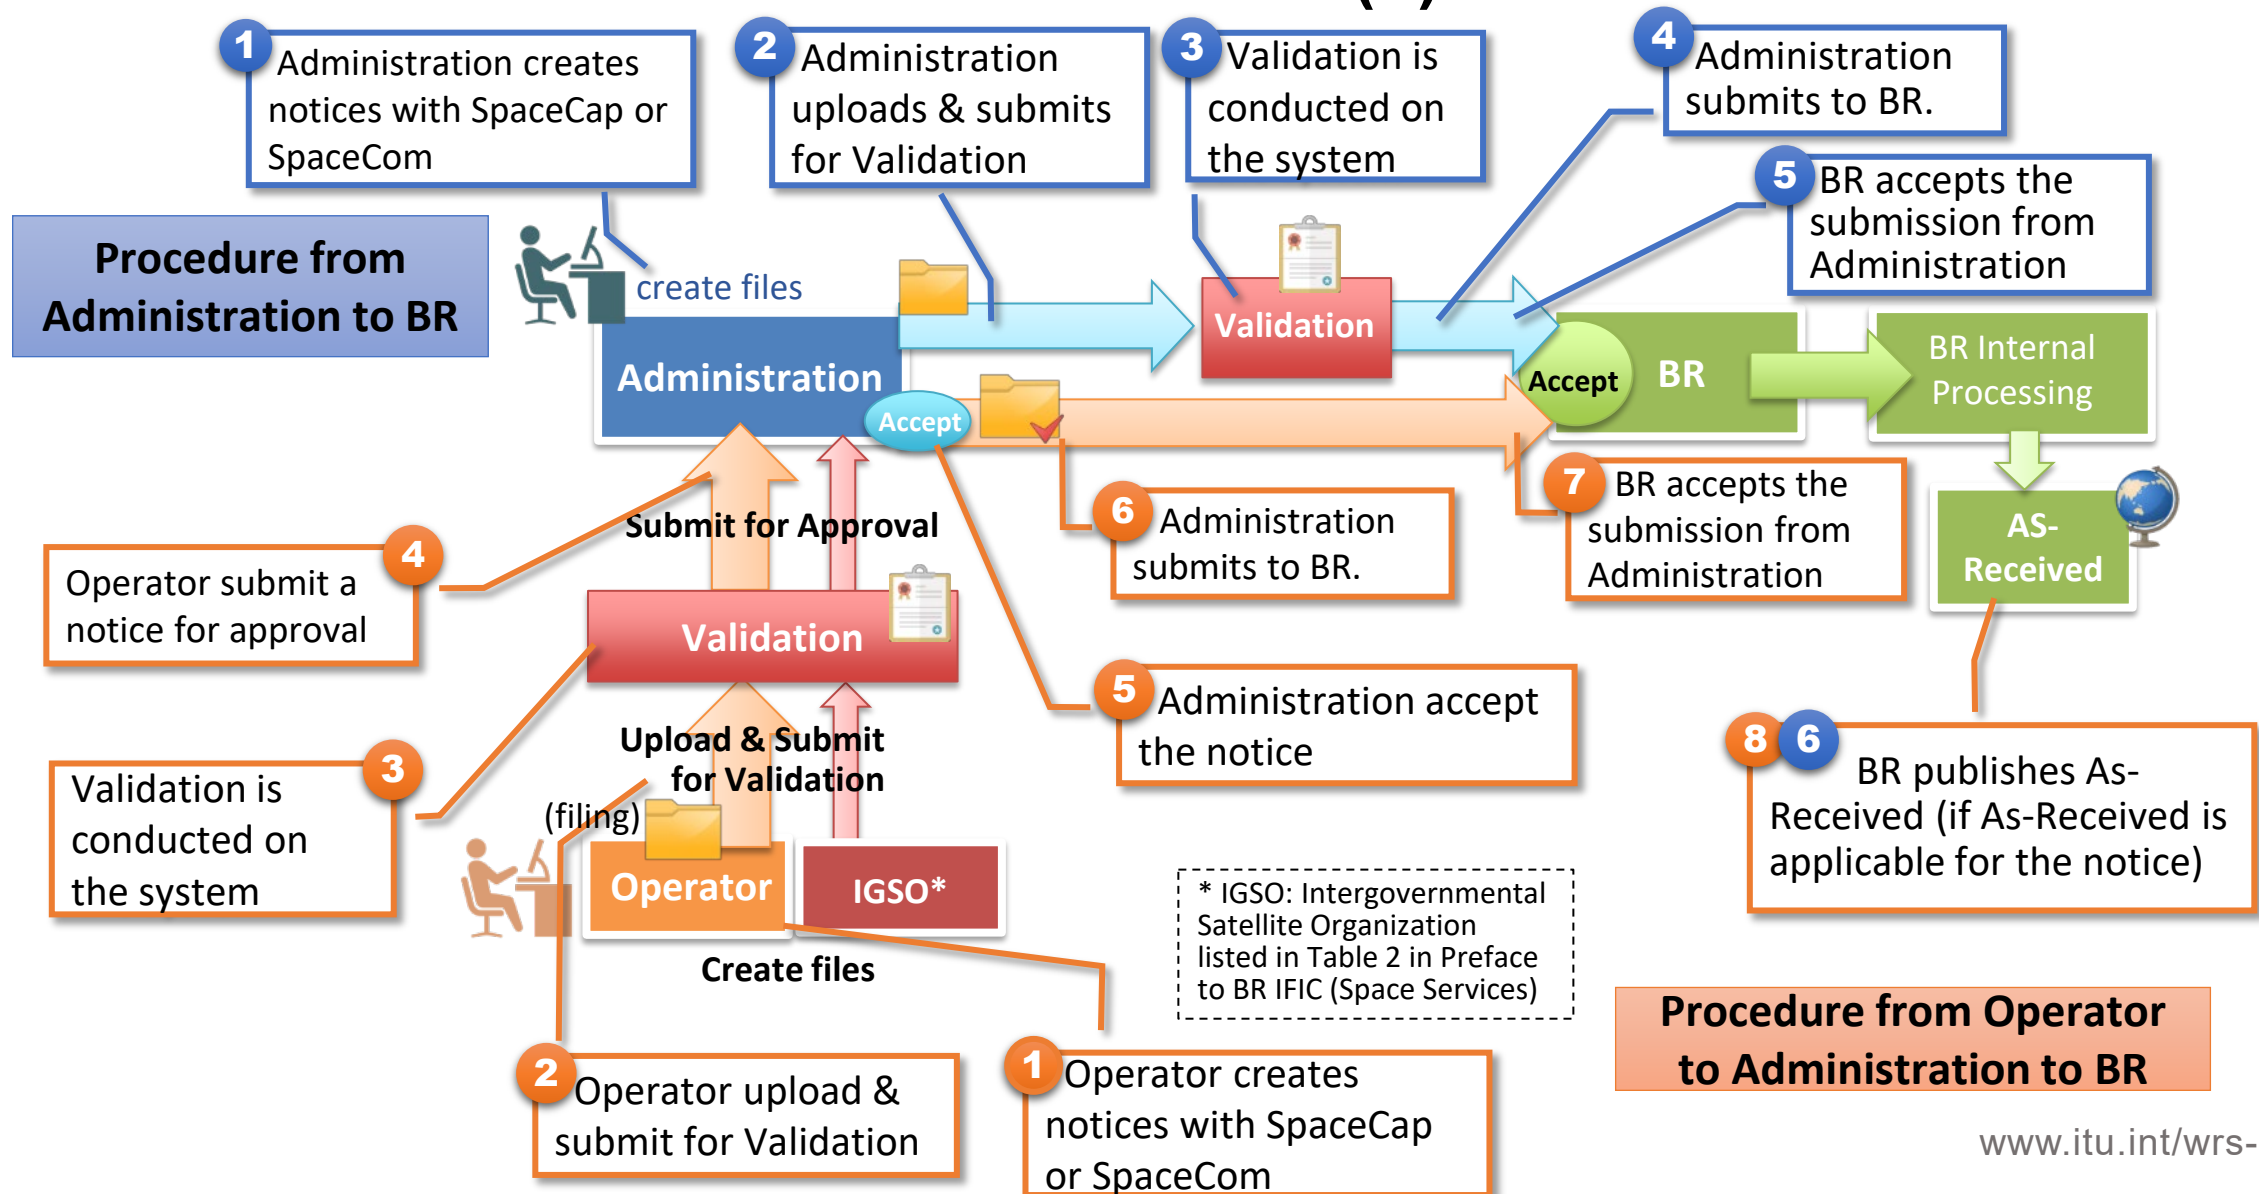 1
Administration creates
notices with SpaceCap or
SpaceCom
2
Administration
uploads & submits
for Validation
3
Validation is
conducted on
the system
4
Administration
submits to BR.
5
BR accepts the
submission from
Administration
Procedure from
Administration to BR
create files
Administration
Accept
Validation
Accept
BR
BR Internal
Processing
AS-
Received
Submit for Approval
4
Operator submit a
notice for approval
6
Administration
submits to BR.
7
BR accepts the
submission from
Administration
Validation
5
Administration accept
the notice
8 6
BR publishes As-
Received (if As-Received is
applicable for the notice)
3
Validation is
conducted on
the system
Upload & Submit
for Validation
(filing)
Operator
IGSO*
Create files
* IGSO: Intergovernmental
Satellite Organization
listed in Table 2 in Preface
to BR IFIC (Space Services)
2
Operator upload &
submit for Validation
1
Operator creates
notices with SpaceCap
or SpaceCom
Procedure from Operator
to Administration to BR
www.itu.int/wrs-